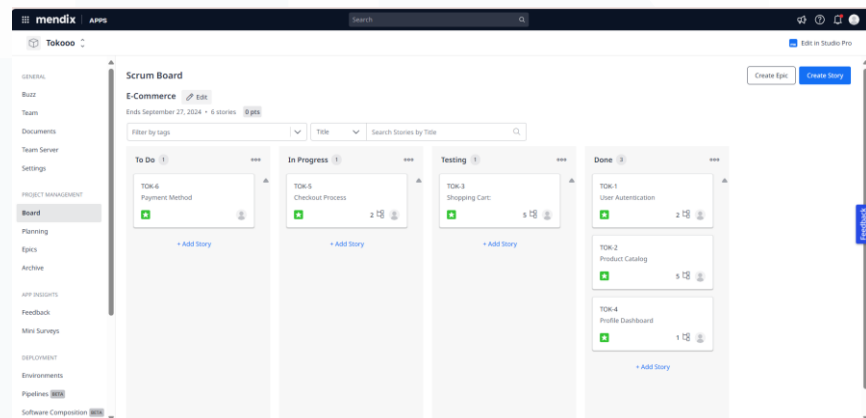 mendix APPS Search
Tokooo Edit in Studio Pro
GENERAL
Buzz
Team
Documents
Team Server
Settings
PROJECT MANAGEMENT
Board
Planning
Epics
Archive
APP INSIGHTS
Feedback
Mini Surveys
DEPLOYMENT
Environments
Pipelines BETA
Software Composition BETA
Scrum Board
Create Epic Create Story
E-Commerce Edit
Ends September 27, 2024 • 6 stories 0 pts
Filter by tags Title Search Stories by Title
To Do 1
TOK-6
Payment Method
+ Add Story
In Progress 1
TOK-5
Checkout Process
2
+ Add Story
Testing 1
TOK-3
Shopping Cart:
5
+ Add Story
Done 3
TOK-1
User Autentication
2
TOK-2
Product Catalog
5
TOK-4
Profile Dashboard
1
+ Add Story
Feedback